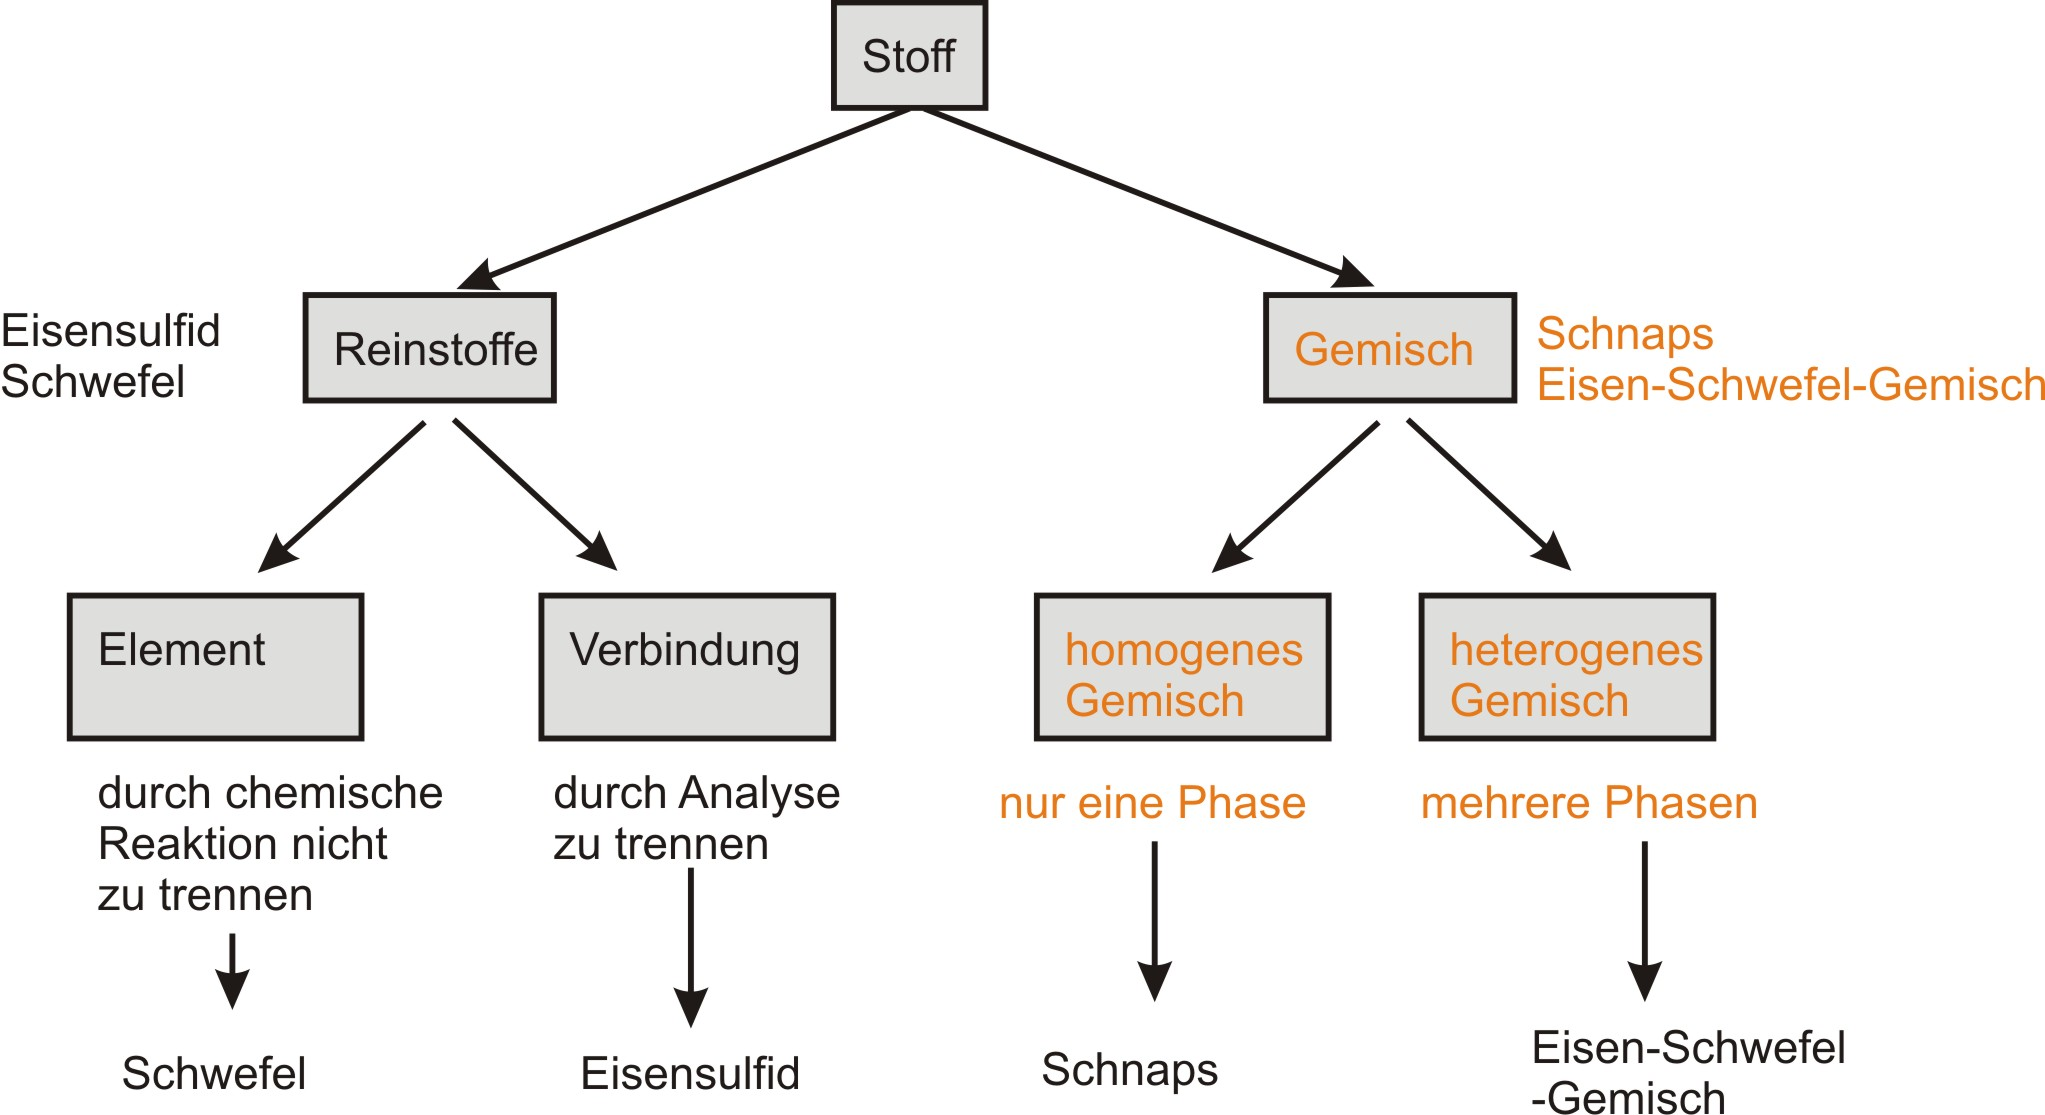 Stoff
Eisensulfid
Schwefel
Reinstoffe
Gemisch
Schnaps
Eisen-Schwefel-Gemisch
Element
Verbindung
homogenes
Gemisch
heterogenes
Gemisch
durch chemische
Reaktion nicht
zu trennen
durch Analyse
zu trennen
nur eine Phase
mehrere Phasen
Schwefel
Eisensulfid
Schnaps
Eisen-Schwefel
-Gemisch